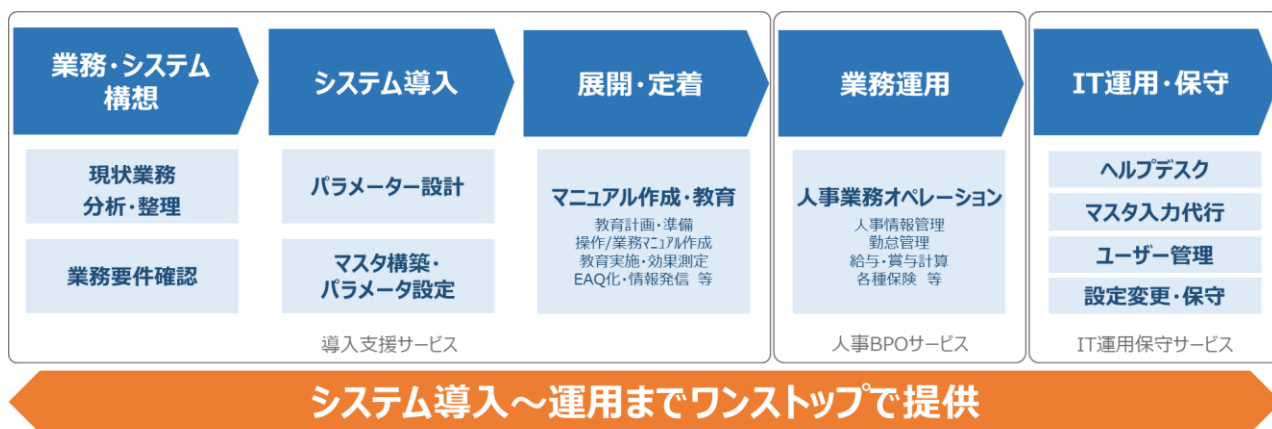 業務・システム
構想
システム導入
展開・定着
業務運用
IT運用・保守
現状業務
分析・整理
業務要件確認
パラメーター設計
マスタ構築・
パラメータ設定
マニュアル作成・教育
教育計画・準備
操作/業務マニュアル作成
教育実施・効果測定
EAQ化・情報発信 等
人事業務オペレーション
人事情報管理
勤怠管理
給与・賞与計算
各種保険 等
ヘルプデスク
マスタ入力代行
ユーザー管理
設定変更・保守
導入支援サービス
人事BPOサービス
IT運用保守サービス
システム導入～運用までワンストップで提供